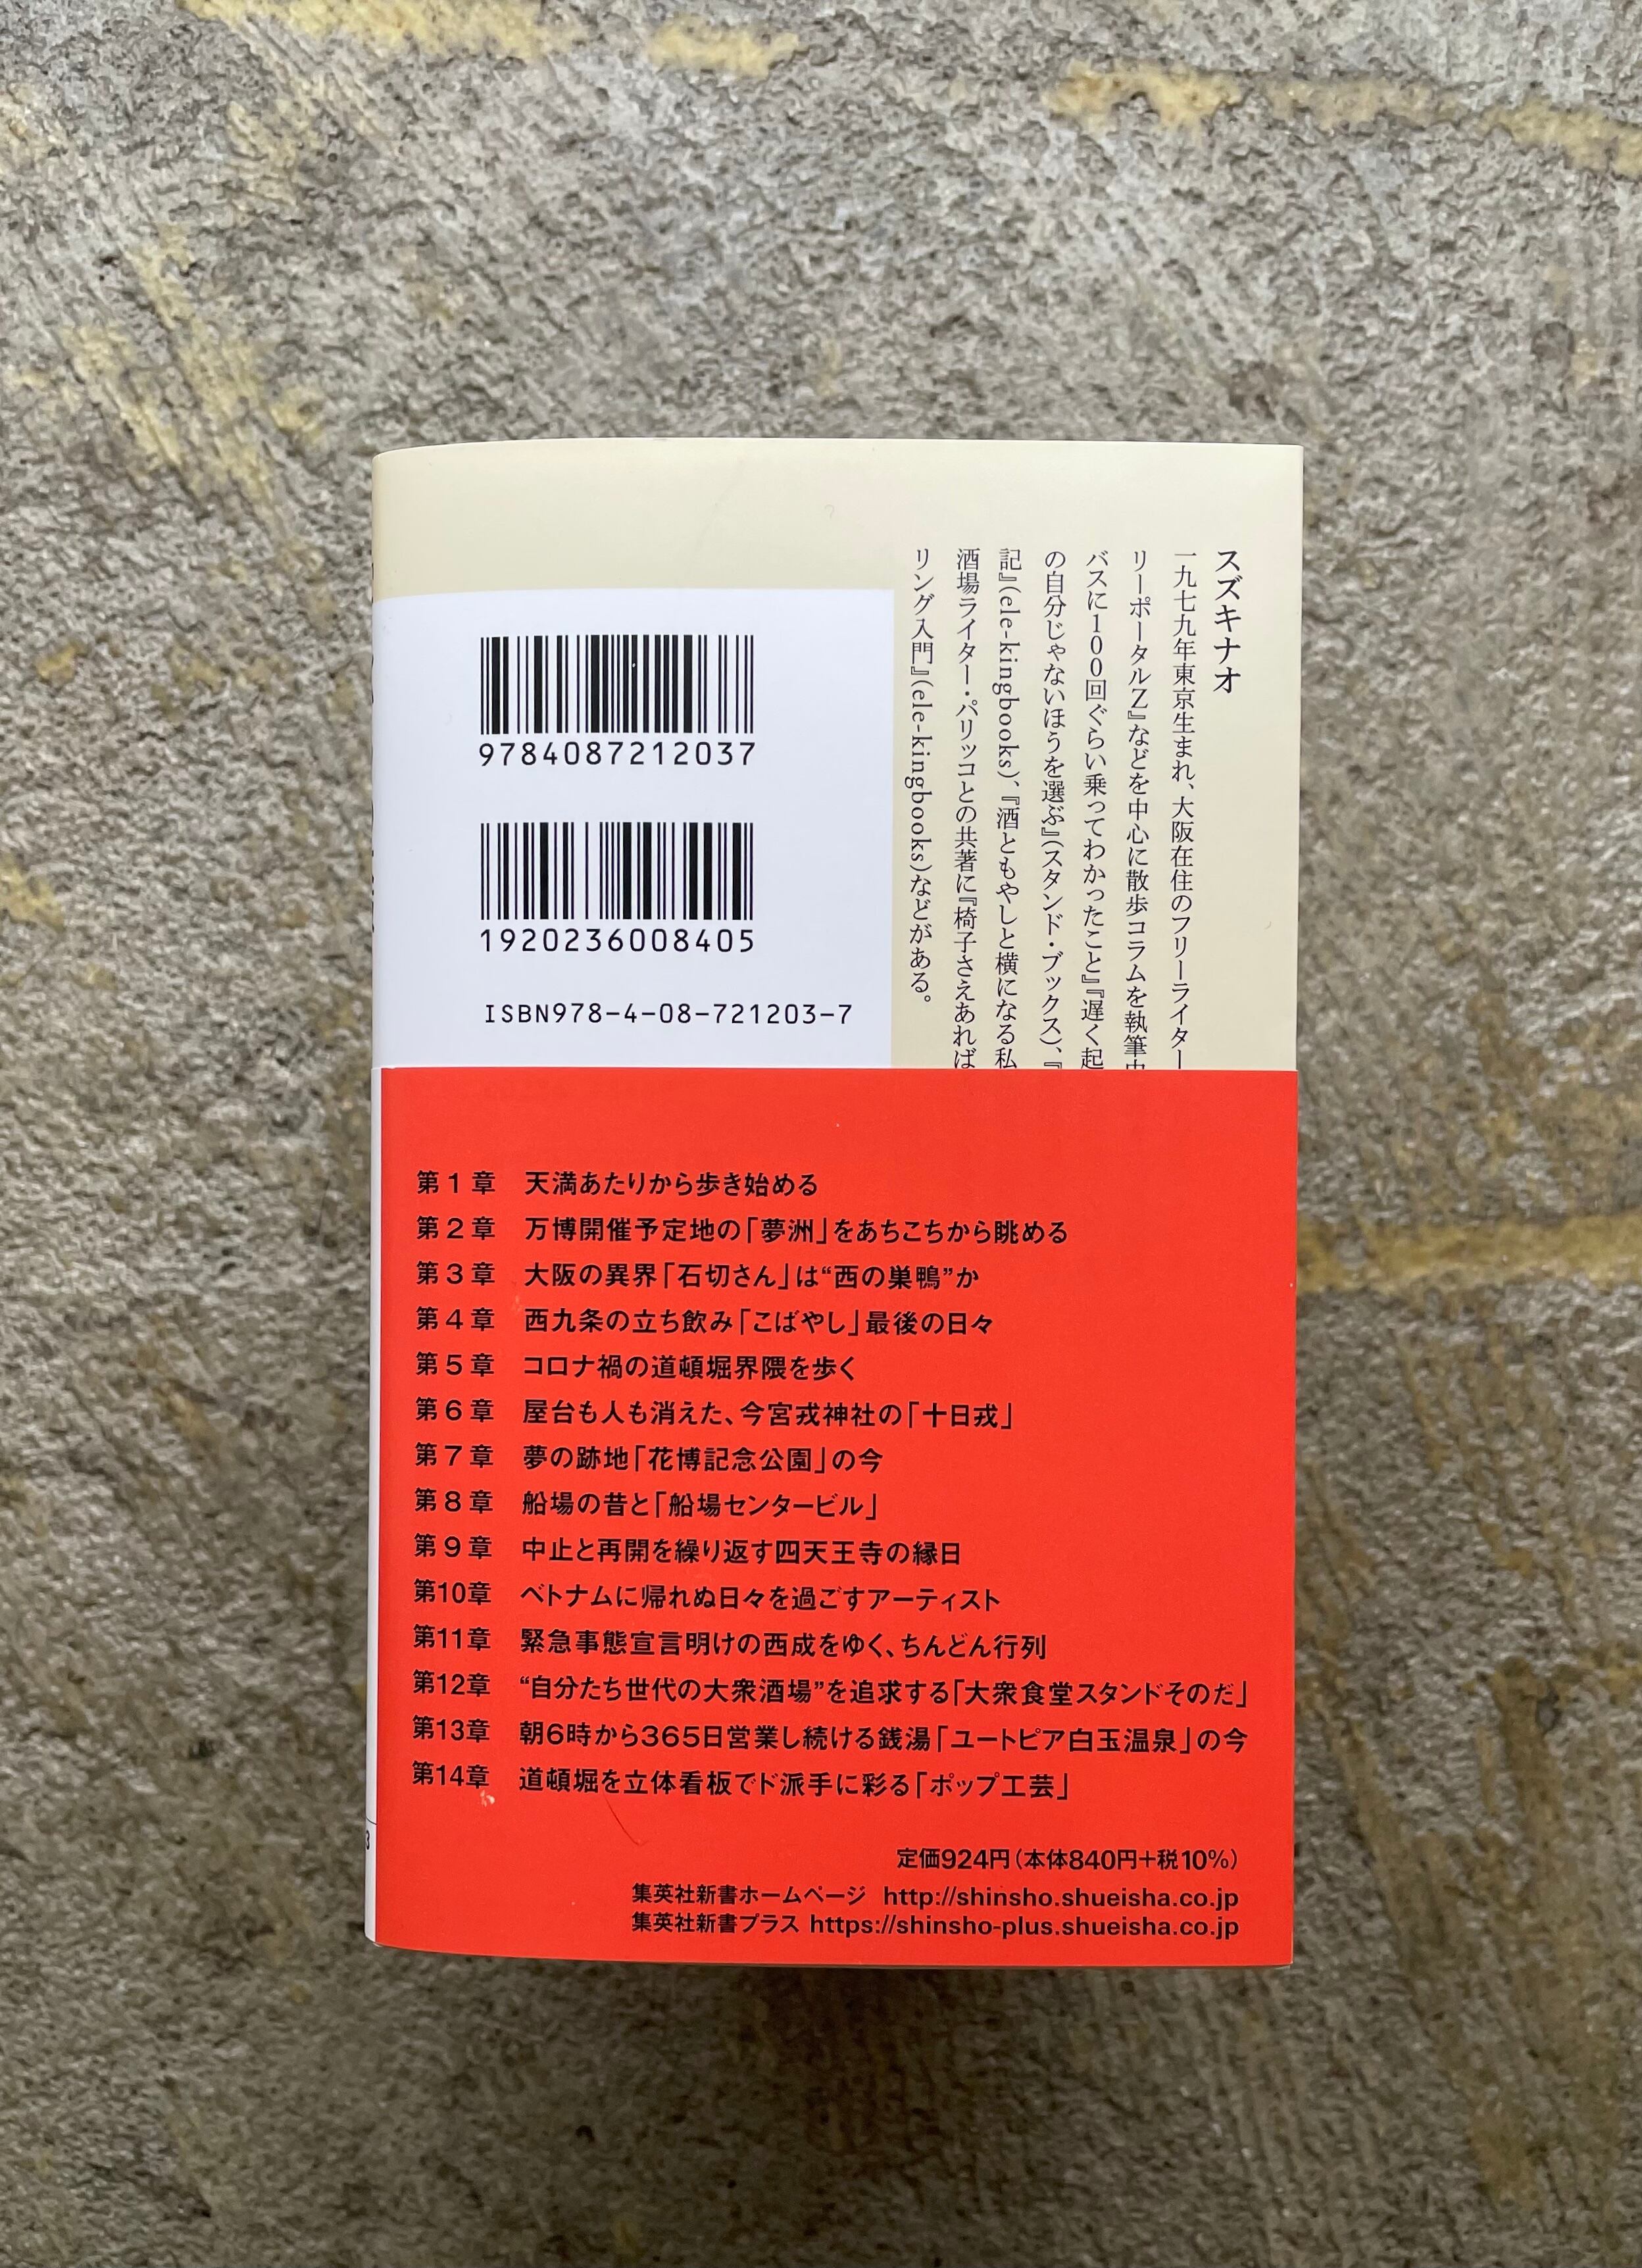 スズキナオ
一九七九年東京生まれ、大阪在住のフリーライター
リーポータルZ』などを中心に散歩コラムを執筆
バスに100回ぐらい乗ってわかったこと』『遅く起
の自分じゃないほうを選ぶ』(スタンド・ブックス)、『
記』(ele-kingbooks)、『酒ともやしと横になる私
酒場ライター・パリッコとの共著に『椅子さえあれば
リング入門』(ele-kingbooks)などがある。
9784087212037
1920236008405
ISBN978-4-08-721203-7
第1章 天満あたりから歩き始める
第2章 万博開催予定地の「夢洲」をあちこちから眺める
第3章 大阪の異界「石切さん」は“西の巣鴨”か
第4章 西九条の立ち飲み「こばやし」最後の日々
第5章 コロナ禍の道頓堀界隈を歩く
第6章 屋台も人も消えた、今宮戎神社の「十日戎」
第7章 夢の跡地「花博記念公園」の今
第8章 船場の昔と「船場センタービル」
第9章 中止と再開を繰り返す四天王寺の縁日
第10章 ベトナムに帰れぬ日々を過ごすアーティスト
第11章 緊急事態宣言明けの西成をゆく、ちんどん行列
第12章 “自分たち世代の大衆酒場”を追求する「大衆食堂スタンドそのだ」
第13章 朝6時から365日営業し続ける銭湯「ユートピア白玉温泉」の今
第14章 道頓堀を立体看板でド派手に彩る「ポップ工芸」
定価924円(本体840円+税10%)
集英社新書ホームページ http://shinsho.shueisha.co.jp
集英社新書プラス https://shinsho-plus.shueisha.co.jp